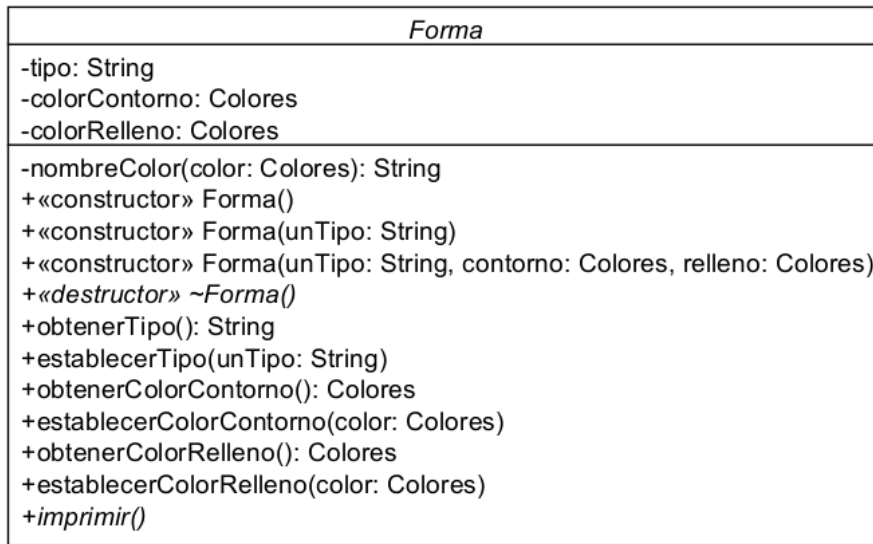 Forma
-tipo: String
-colorContorno: Colores
-colorRelleno: Colores
-nombreColor(color: Colores): String
+«constructor» Forma()
+«constructor» Forma(unTipo: String)
+«constructor» Forma(unTipo: String, contorno: Colores, relleno: Colores)
+«destructor» ~Forma()
+obtenerTipo(): String
+establecerTipo(unTipo: String)
+obtenerColorContorno(): Colores
+establecerColorContorno(color: Colores)
+obtenerColorRelleno(): Colores
+establecerColorRelleno(color: Colores)
+imprimir()